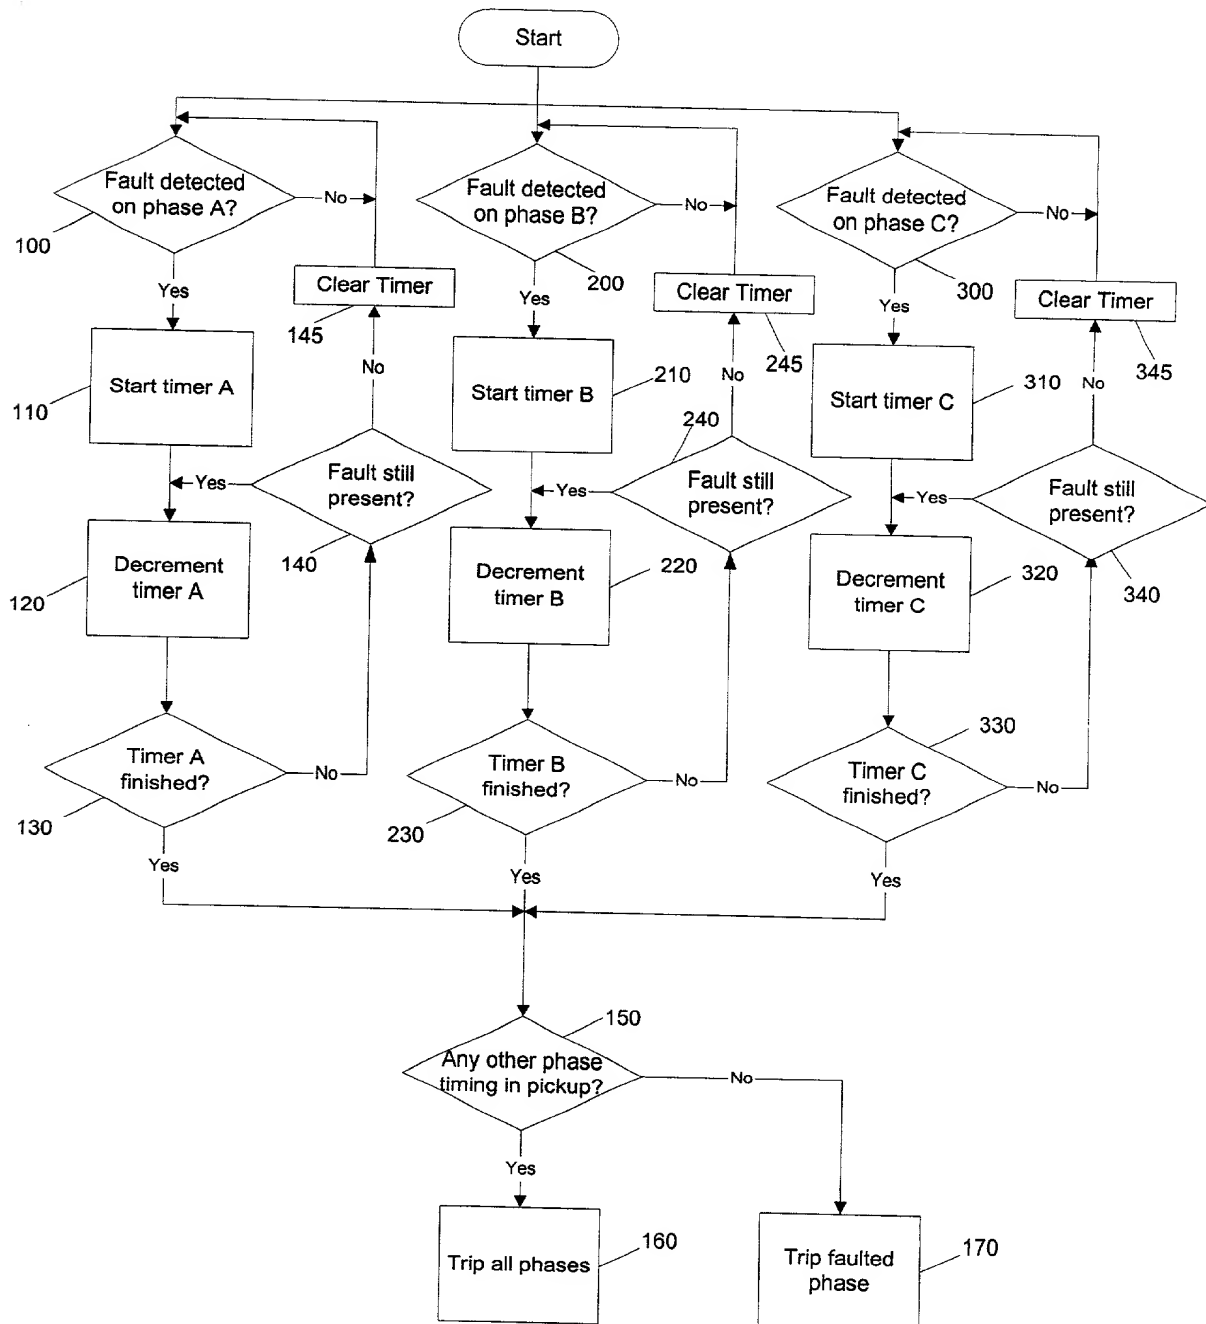 Start
Fault detected
on phase A?
No
100
Yes
Clear Timer
145
Start timer A
110
No
Fault still
present?
Yes
140
Decrement
timer A
120
Timer A
finished?
No
130
Yes
Fault detected
on phase B?
No
200
Yes
Clear Timer
245
Start timer B
210
No
240
Fault still
present?
Yes
Decrement
timer B
220
Timer B
finished?
No
230
Yes
Fault detected
on phase C?
No
300
Yes
Clear Timer
345
Start timer C
310
No
Fault still
present?
Yes
340
Decrement
timer C
320
330
Timer C
finished?
No
Yes
150
Any other phase
timing in pickup?
No
Yes
Trip all phases
160
Trip faulted
phase
170